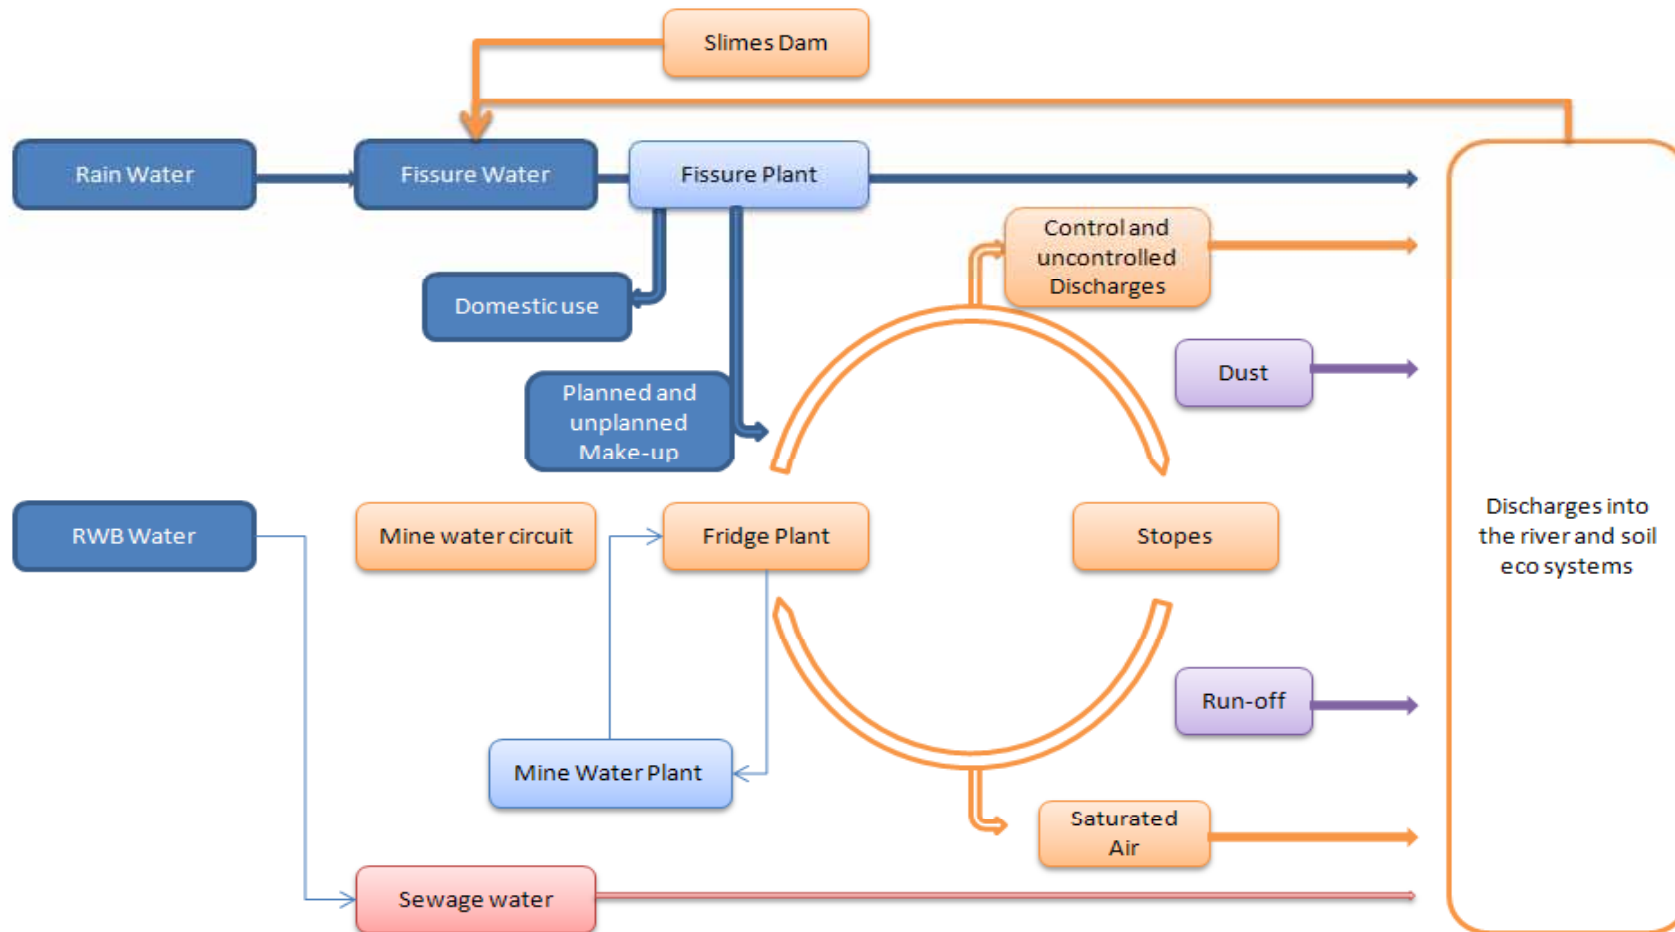 Slimes Dam
Rain Water
Fissure Water
Fissure Plant
Control and
uncontrolled
Discharges
Domestic use
Dust
Planned and
unplanned
Make-up
RWB Water
Mine water circuit
Fridge Plant
Stopes
Discharges into
the river and soil
eco systems
Run-off
Mine Water Plant
Saturated
Air
Sewage water